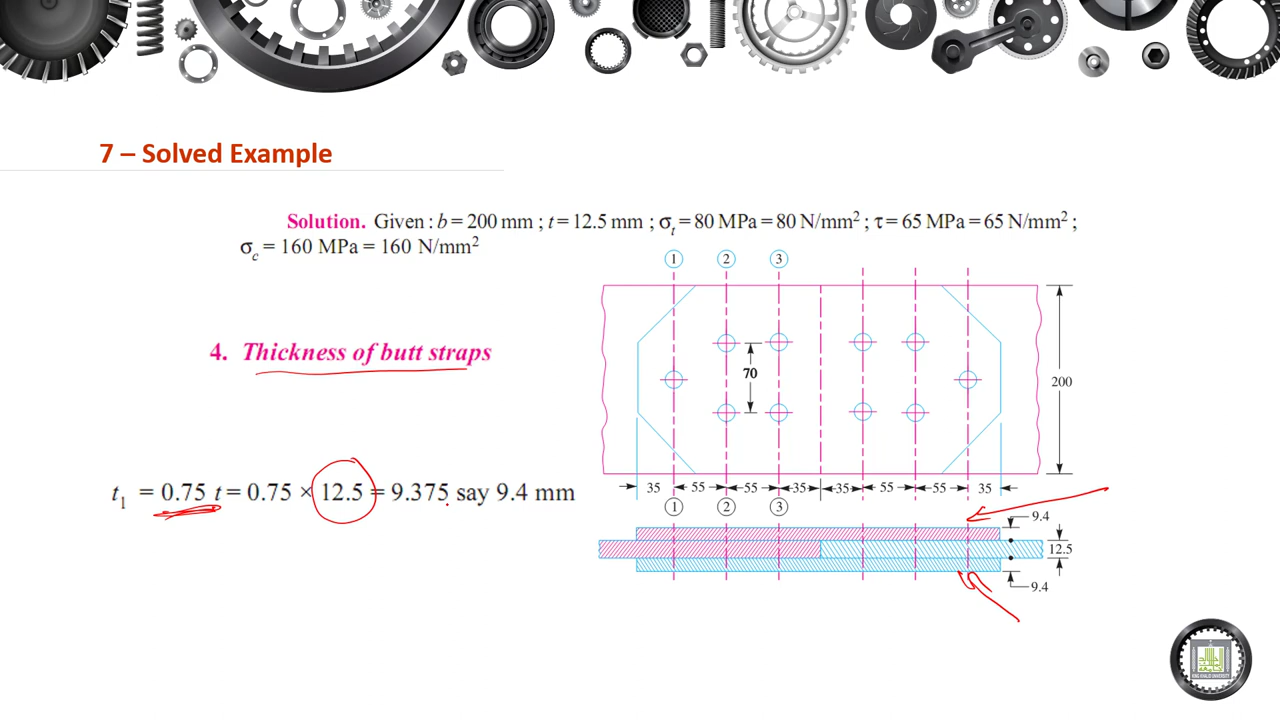 7 – Solved Example
Solution. Given : b = 200 mm ; t = 12.5 mm ; σt = 80 MPa = 80 N/mm² ; τ = 65 MPa = 65 N/mm² ;
σc = 160 MPa = 160 N/mm²
1 2 3
4. Thickness of butt straps
70
200
t1 = 0.75 t = 0.75 × 12.5 = 9.375 say 9.4 mm
35 55 55 35 35 55 55 35
1 2 3
9.4
12.5
9.4
KING KHALID UNIVERSITY